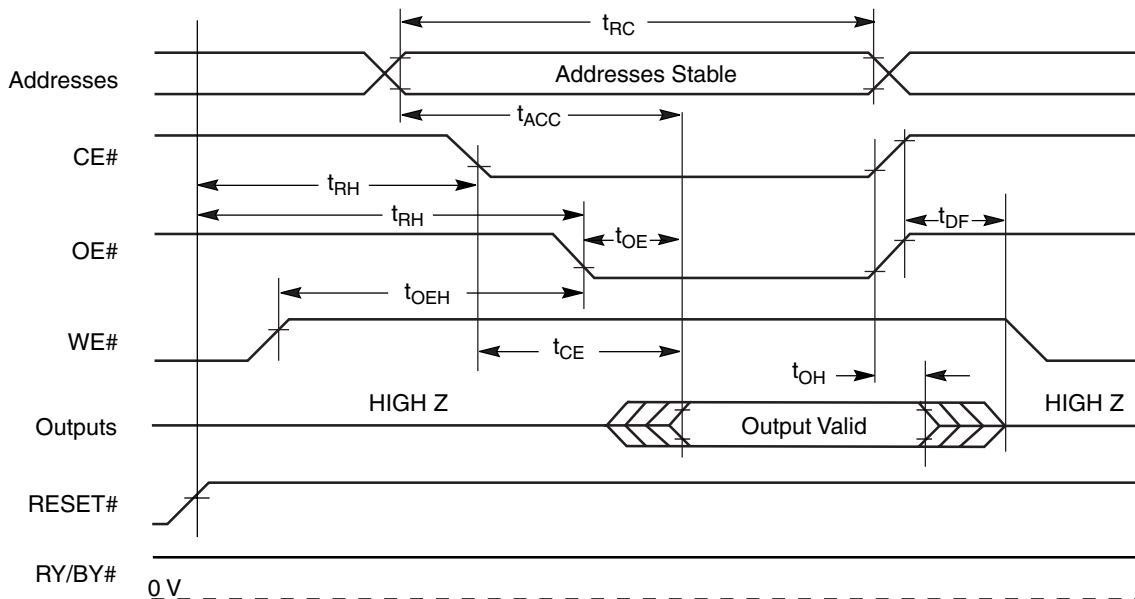 tRC
Addresses
Addresses Stable
tACC
CE#
tRH
tRH
tOE
tDF
OE#
tOEH
WE#
tCE
tOH
HIGH Z
HIGH Z
Outputs
Output Valid
RESET#
RY/BY#
0 V